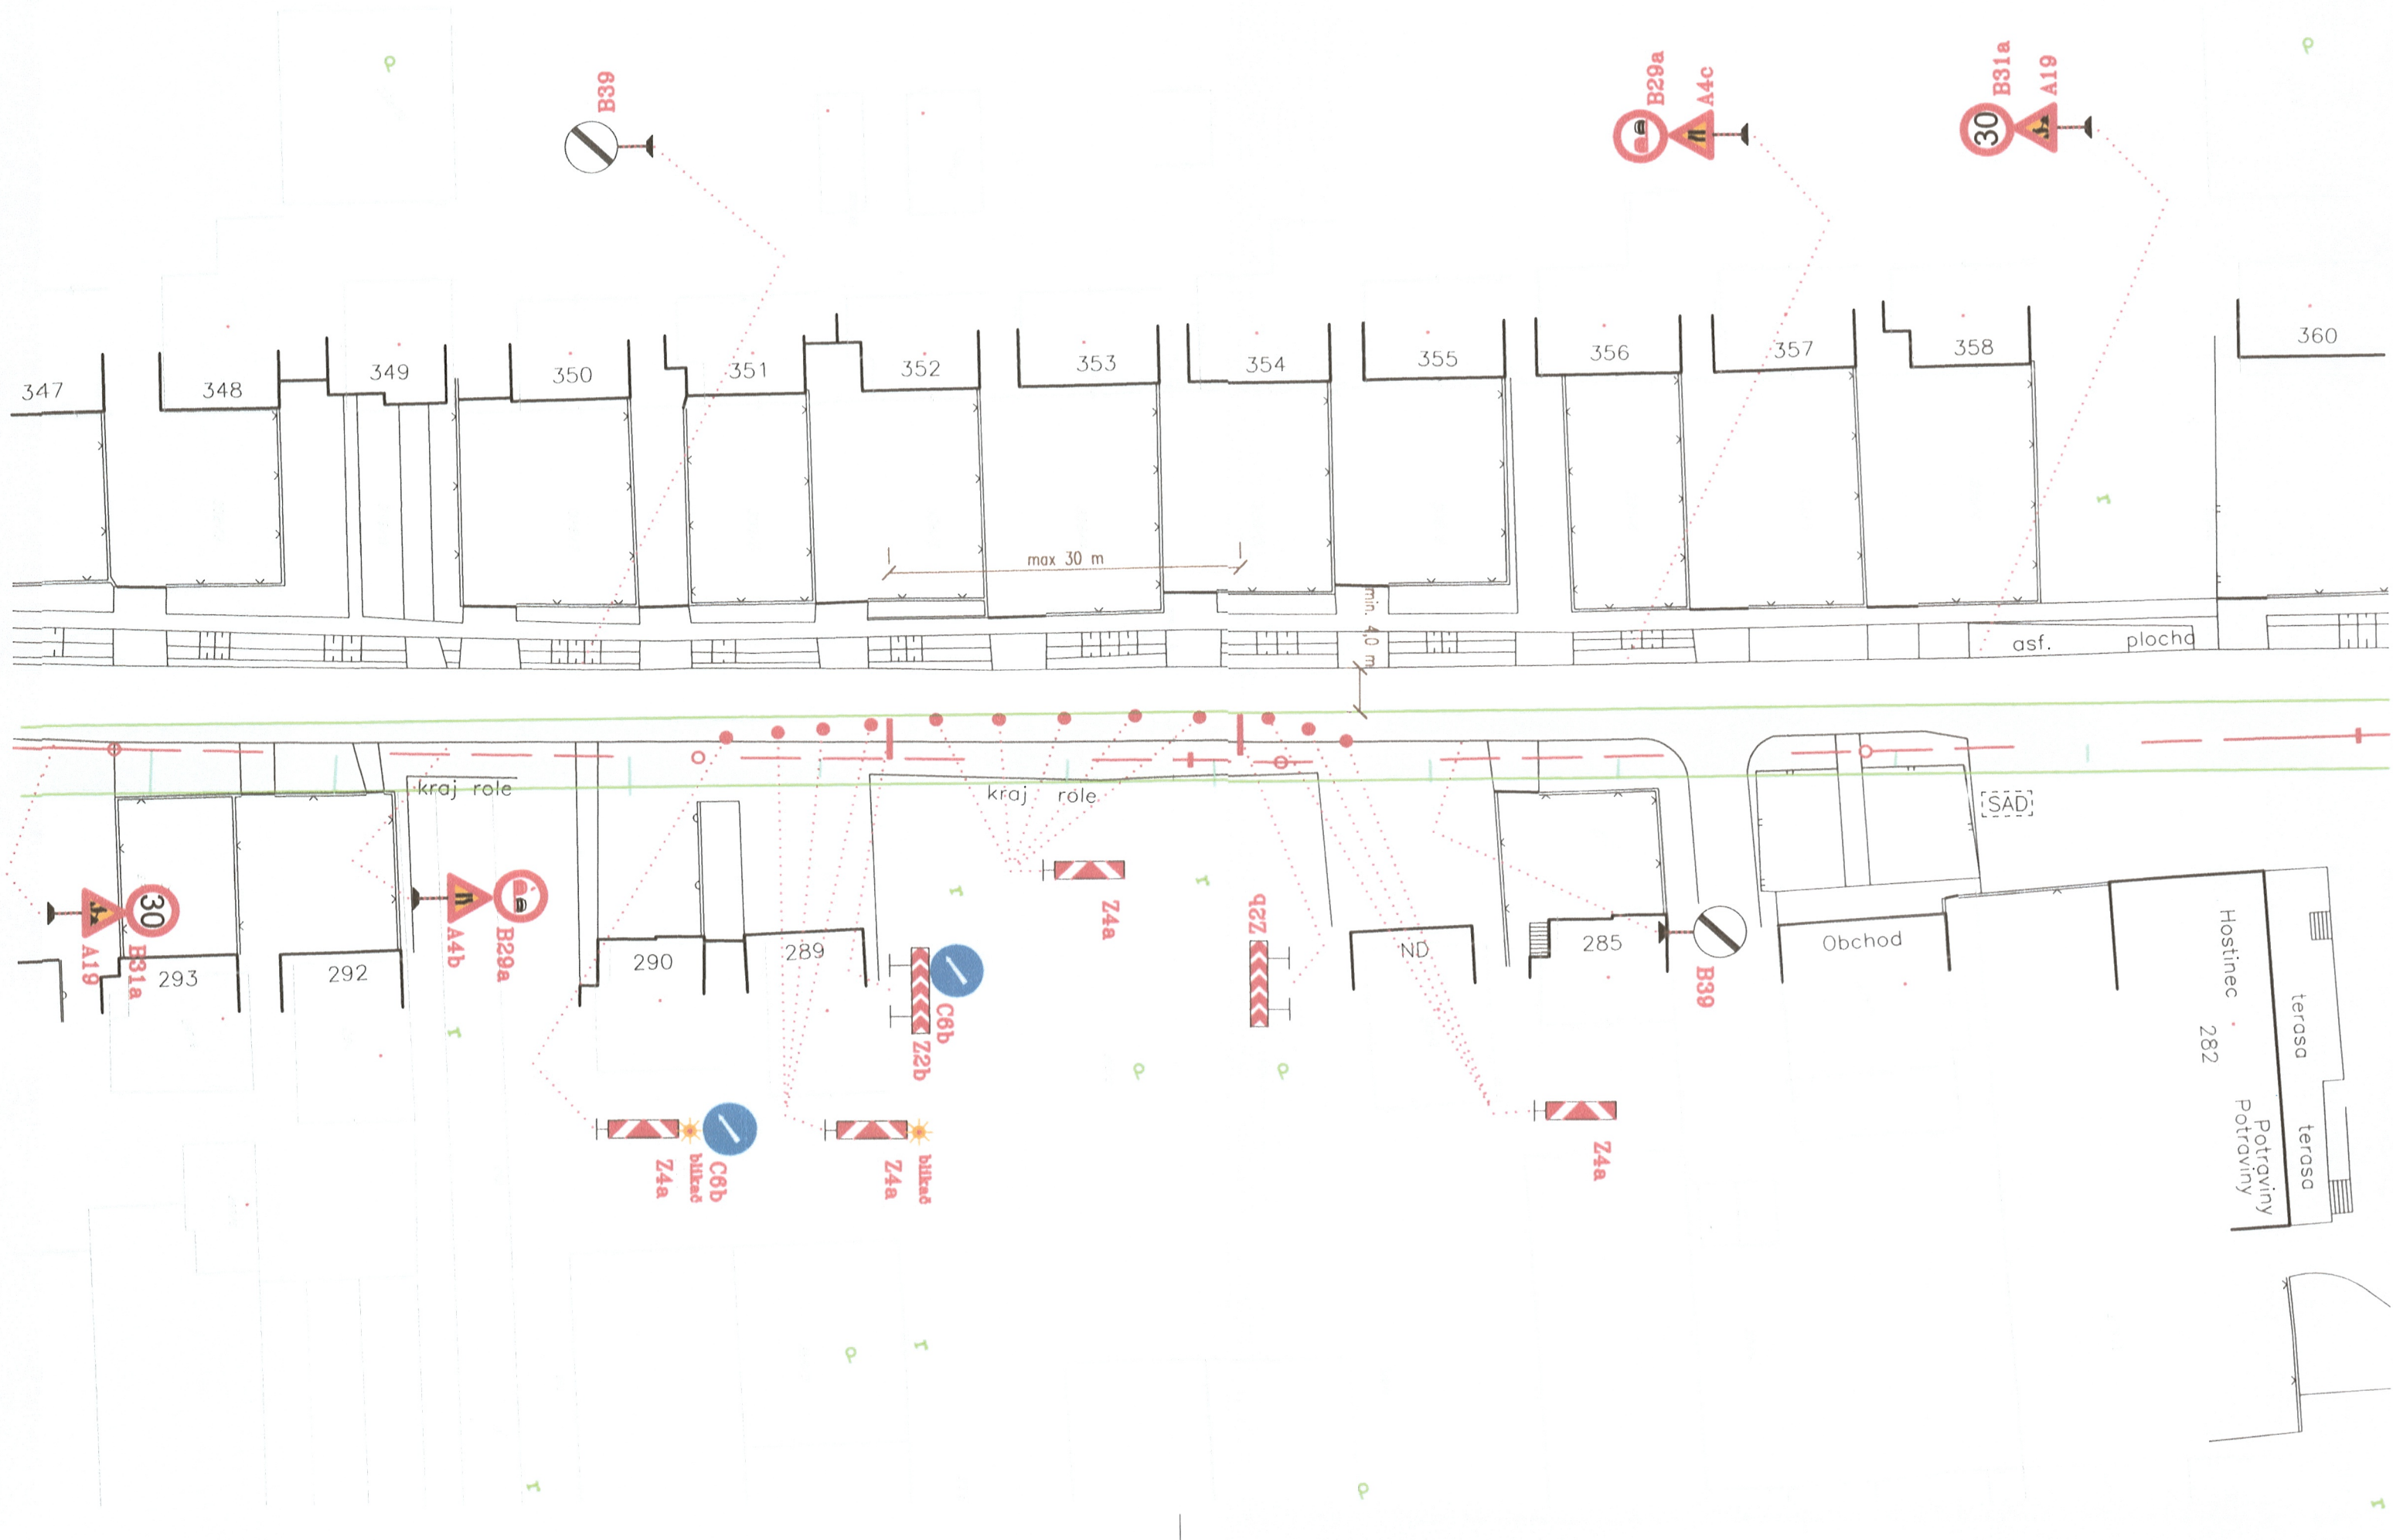 B39
B29a
A4c
B31a
A19
30
347
348
349
350
351
352
353
354
355
356
357
358
360
max 30 m
min. 4,0 m
asf. plocha
kraj role
kraj role
SAD
30
A19
B31a
A4b
B29a
293
292
290
289
Z4a
Z2b
C6b
Z2b
ND
285
B39
Obchod
Hostinec
282
terasa
terasa
Potraviny
Potraviny
Z4a
blikač
C6b
Z4a
blikač
Z4a